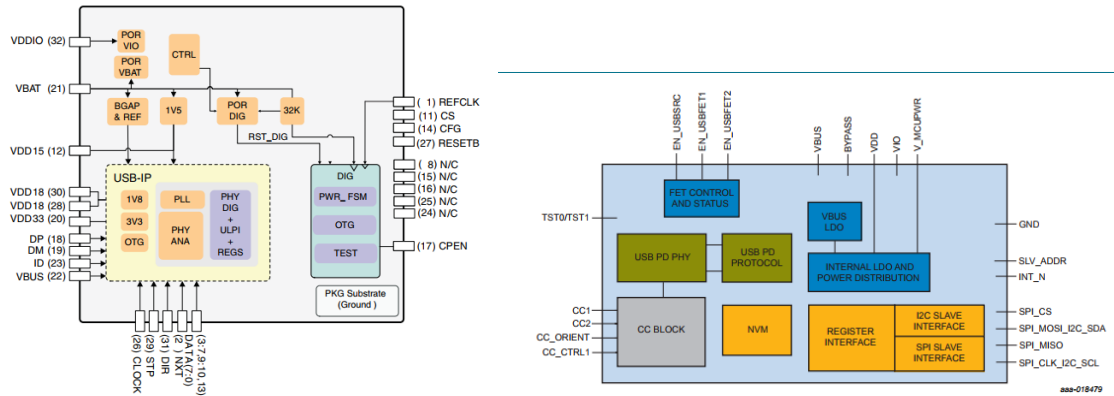 VDDIO (32)
POR
VIO
CTRL
POR
VBAT
VBAT (21)
BGAP
& REF
1V5
POR
DIG
32K
( 1) REFCLK
(11) CS
(14) CFG
(27) RESETB
RST_DIG
VDD15 (12)
( 8) N/C
(15) N/C
(16) N/C
(25) N/C
(24) N/C
USB-IP
DIG
VDD18 (30)
VDD18 (28)
VDD33 (20)
1V8
3V3
OTG
PLL
PHY
ANA
PHY
DIG
+
ULPI
+
REGS
PWR_FSM
OTG
TEST
(17) CPEN
DP (18)
DM (19)
ID (23)
VBUS (22)
PKG Substrate
(Ground )
(26) CLOCK
(29) STP
(31) DIR
(2 ) NXT
DATA(7:0)
(3:7,9:10,13)
EN_USBSRC
EN_USBFET1
EN_USBFET2
VBUS
BYPASS
VDD
VIO
V_MCUPWR
FET CONTROL
AND STATUS
TST0/TST1
VBUS
LDO
GND
USB PD PHY
USB PD
PROTOCOL
INTERNAL LDO AND
POWER DISTRIBUTION
SLV_ADDR
INT_N
CC1
CC2
CC_ORIENT
CC_CTRL1
CC BLOCK
NVM
REGISTER
INTERFACE
I2C SLAVE
INTERFACE
SPI SLAVE
INTERFACE
SPI_CS
SPI_MOSI_I2C_SDA
SPI_MISO
SPI_CLK_I2C_SCL
aaa-018479